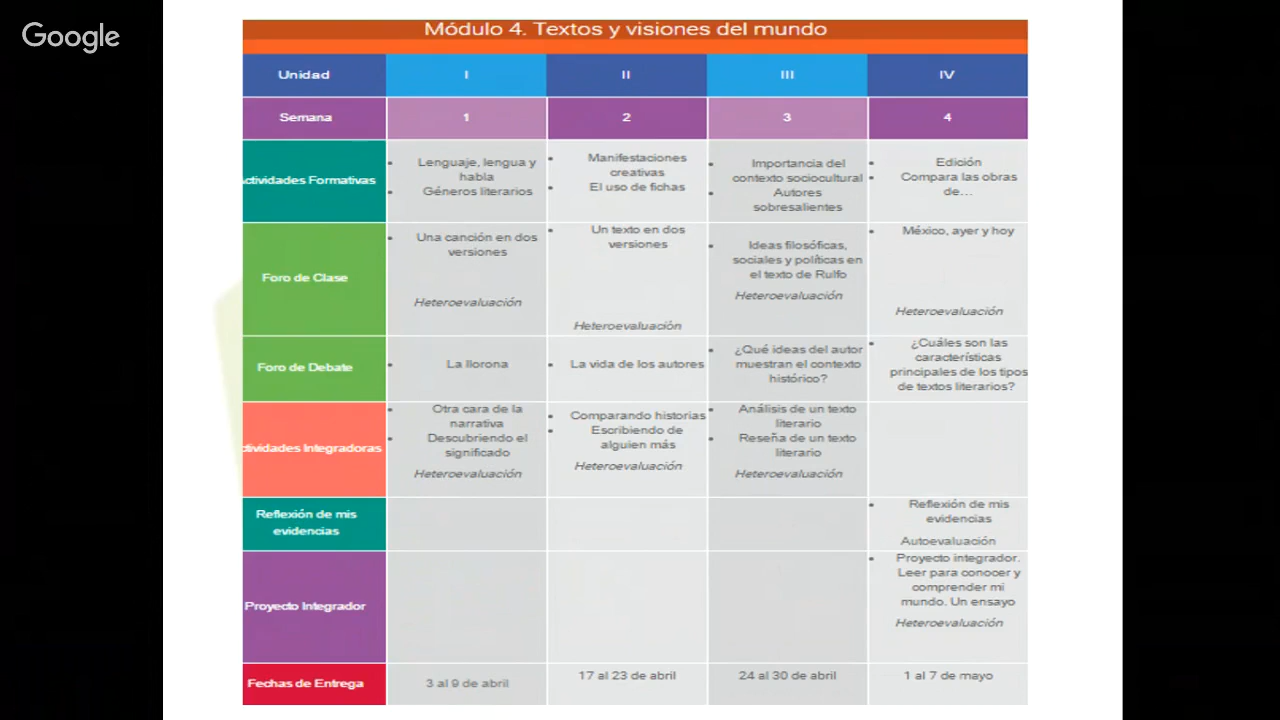 Google
Módulo 4. Textos y visiones del mundo
Unidad
I
II
III
IV
Semana
1
2
3
4
ctividades Formativas
• Lenguaje, lengua y
habla
• Géneros literarios
• Manifestaciones
creativas
• El uso de fichas
• Importancia del
contexto sociocultural
• Autores
sobresalientes
• Edición
• Compara las obras
de…
Foro de Clase
• Una canción en dos
versiones
Heteroevaluación
• Un texto en dos
versiones
Heteroevaluación
• Ideas filosóficas,
sociales y políticas en
el texto de Rulfo
Heteroevaluación
• México, ayer y hoy
Heteroevaluación
Foro de Debate
• La llorona
• La vida de los autores
• ¿Qué ideas del autor
muestran el contexto
histórico?
• ¿Cuáles son las
características
principales de los tipos
de textos literarios?
ctividades Integradoras
• Otra cara de la
narrativa
• Descubriendo el
significado
Heteroevaluación
• Comparando historias
• Escribiendo de
alguien más
Heteroevaluación
• Análisis de un texto
literario
• Reseña de un texto
literario
Heteroevaluación
Reflexión de mis
evidencias
• Reflexión de mis
evidencias
Autoevaluación
Proyecto Integrador
• Proyecto integrador.
Leer para conocer y
comprender mi
mundo. Un ensayo
Heteroevaluación
Fechas de Entrega
3 al 9 de abril
17 al 23 de abril
24 al 30 de abril
1 al 7 de mayo